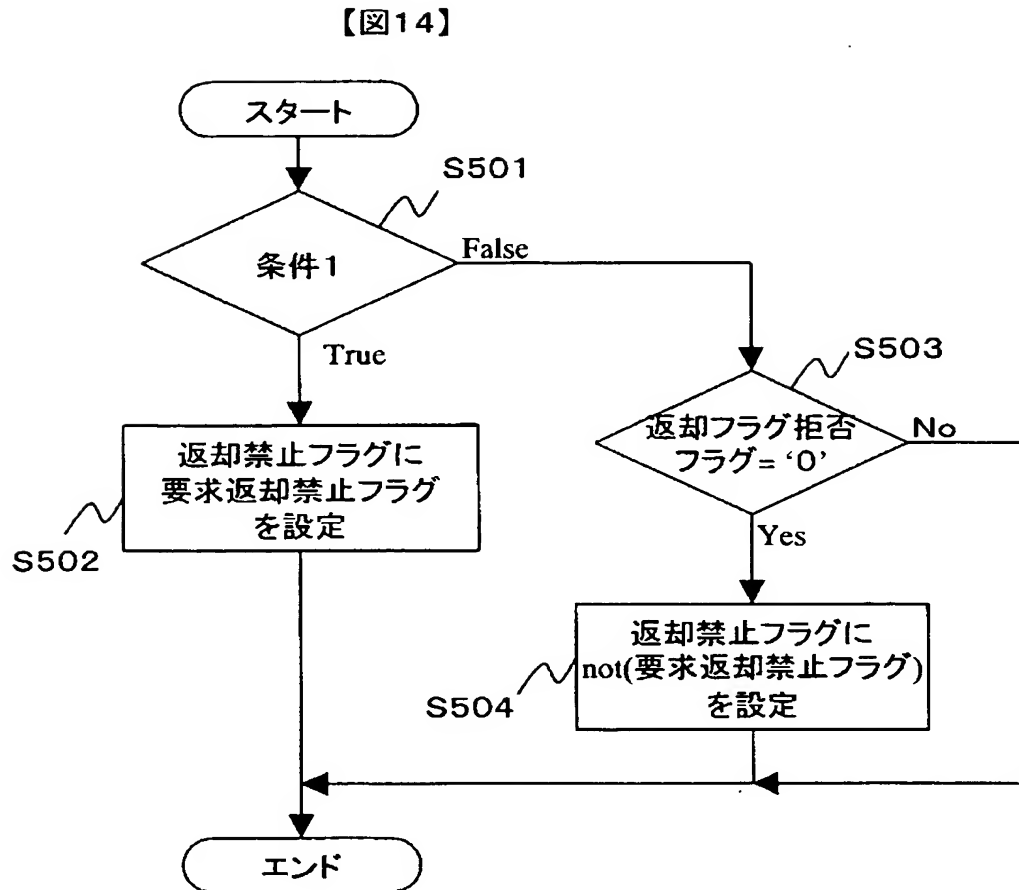 【図14】
スタート
S501
条件1
False
True
S503
返却フラグ拒否
フラグ= ‘0’
No
返却禁止フラグに
要求返却禁止フラグ
を設定
S502
Yes
返却禁止フラグに
not(要求返却禁止フラグ)
を設定
S504
エンド